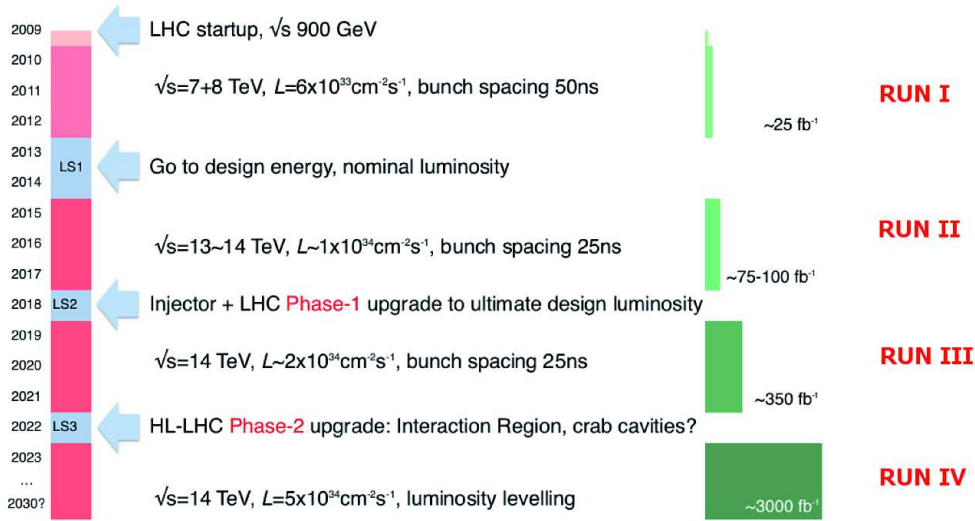 2009 LHC startup, √s 900 GeV
2010
√s=7+8 TeV, L=6x10³³cm⁻²s⁻¹, bunch spacing 50ns
2011
RUN I
2012
~25 fb⁻¹
2013
LS1
Go to design energy, nominal luminosity
2014
2015
RUN II
2016
√s=13~14 TeV, L~1x10³⁴cm⁻²s⁻¹, bunch spacing 25ns
2017
~75-100 fb⁻¹
2018 LS2 Injector + LHC Phase-1 upgrade to ultimate design luminosity
2019
2020
√s=14 TeV, L~2x10³⁴cm⁻²s⁻¹, bunch spacing 25ns
RUN III
2021
~350 fb⁻¹
2022 LS3 HL-LHC Phase-2 upgrade: Interaction Region, crab cavities?
2023
...
RUN IV
2030?
√s=14 TeV, L=5x10³⁴cm⁻²s⁻¹, luminosity levelling
~3000 fb⁻¹